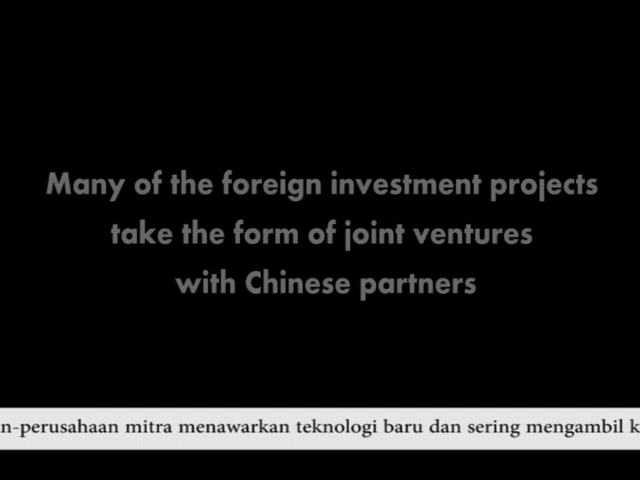 Many of the foreign investment projects
take the form of joint ventures
with Chinese partners
n-perusahaan mitra menawarkan teknologi baru dan sering mengambil k